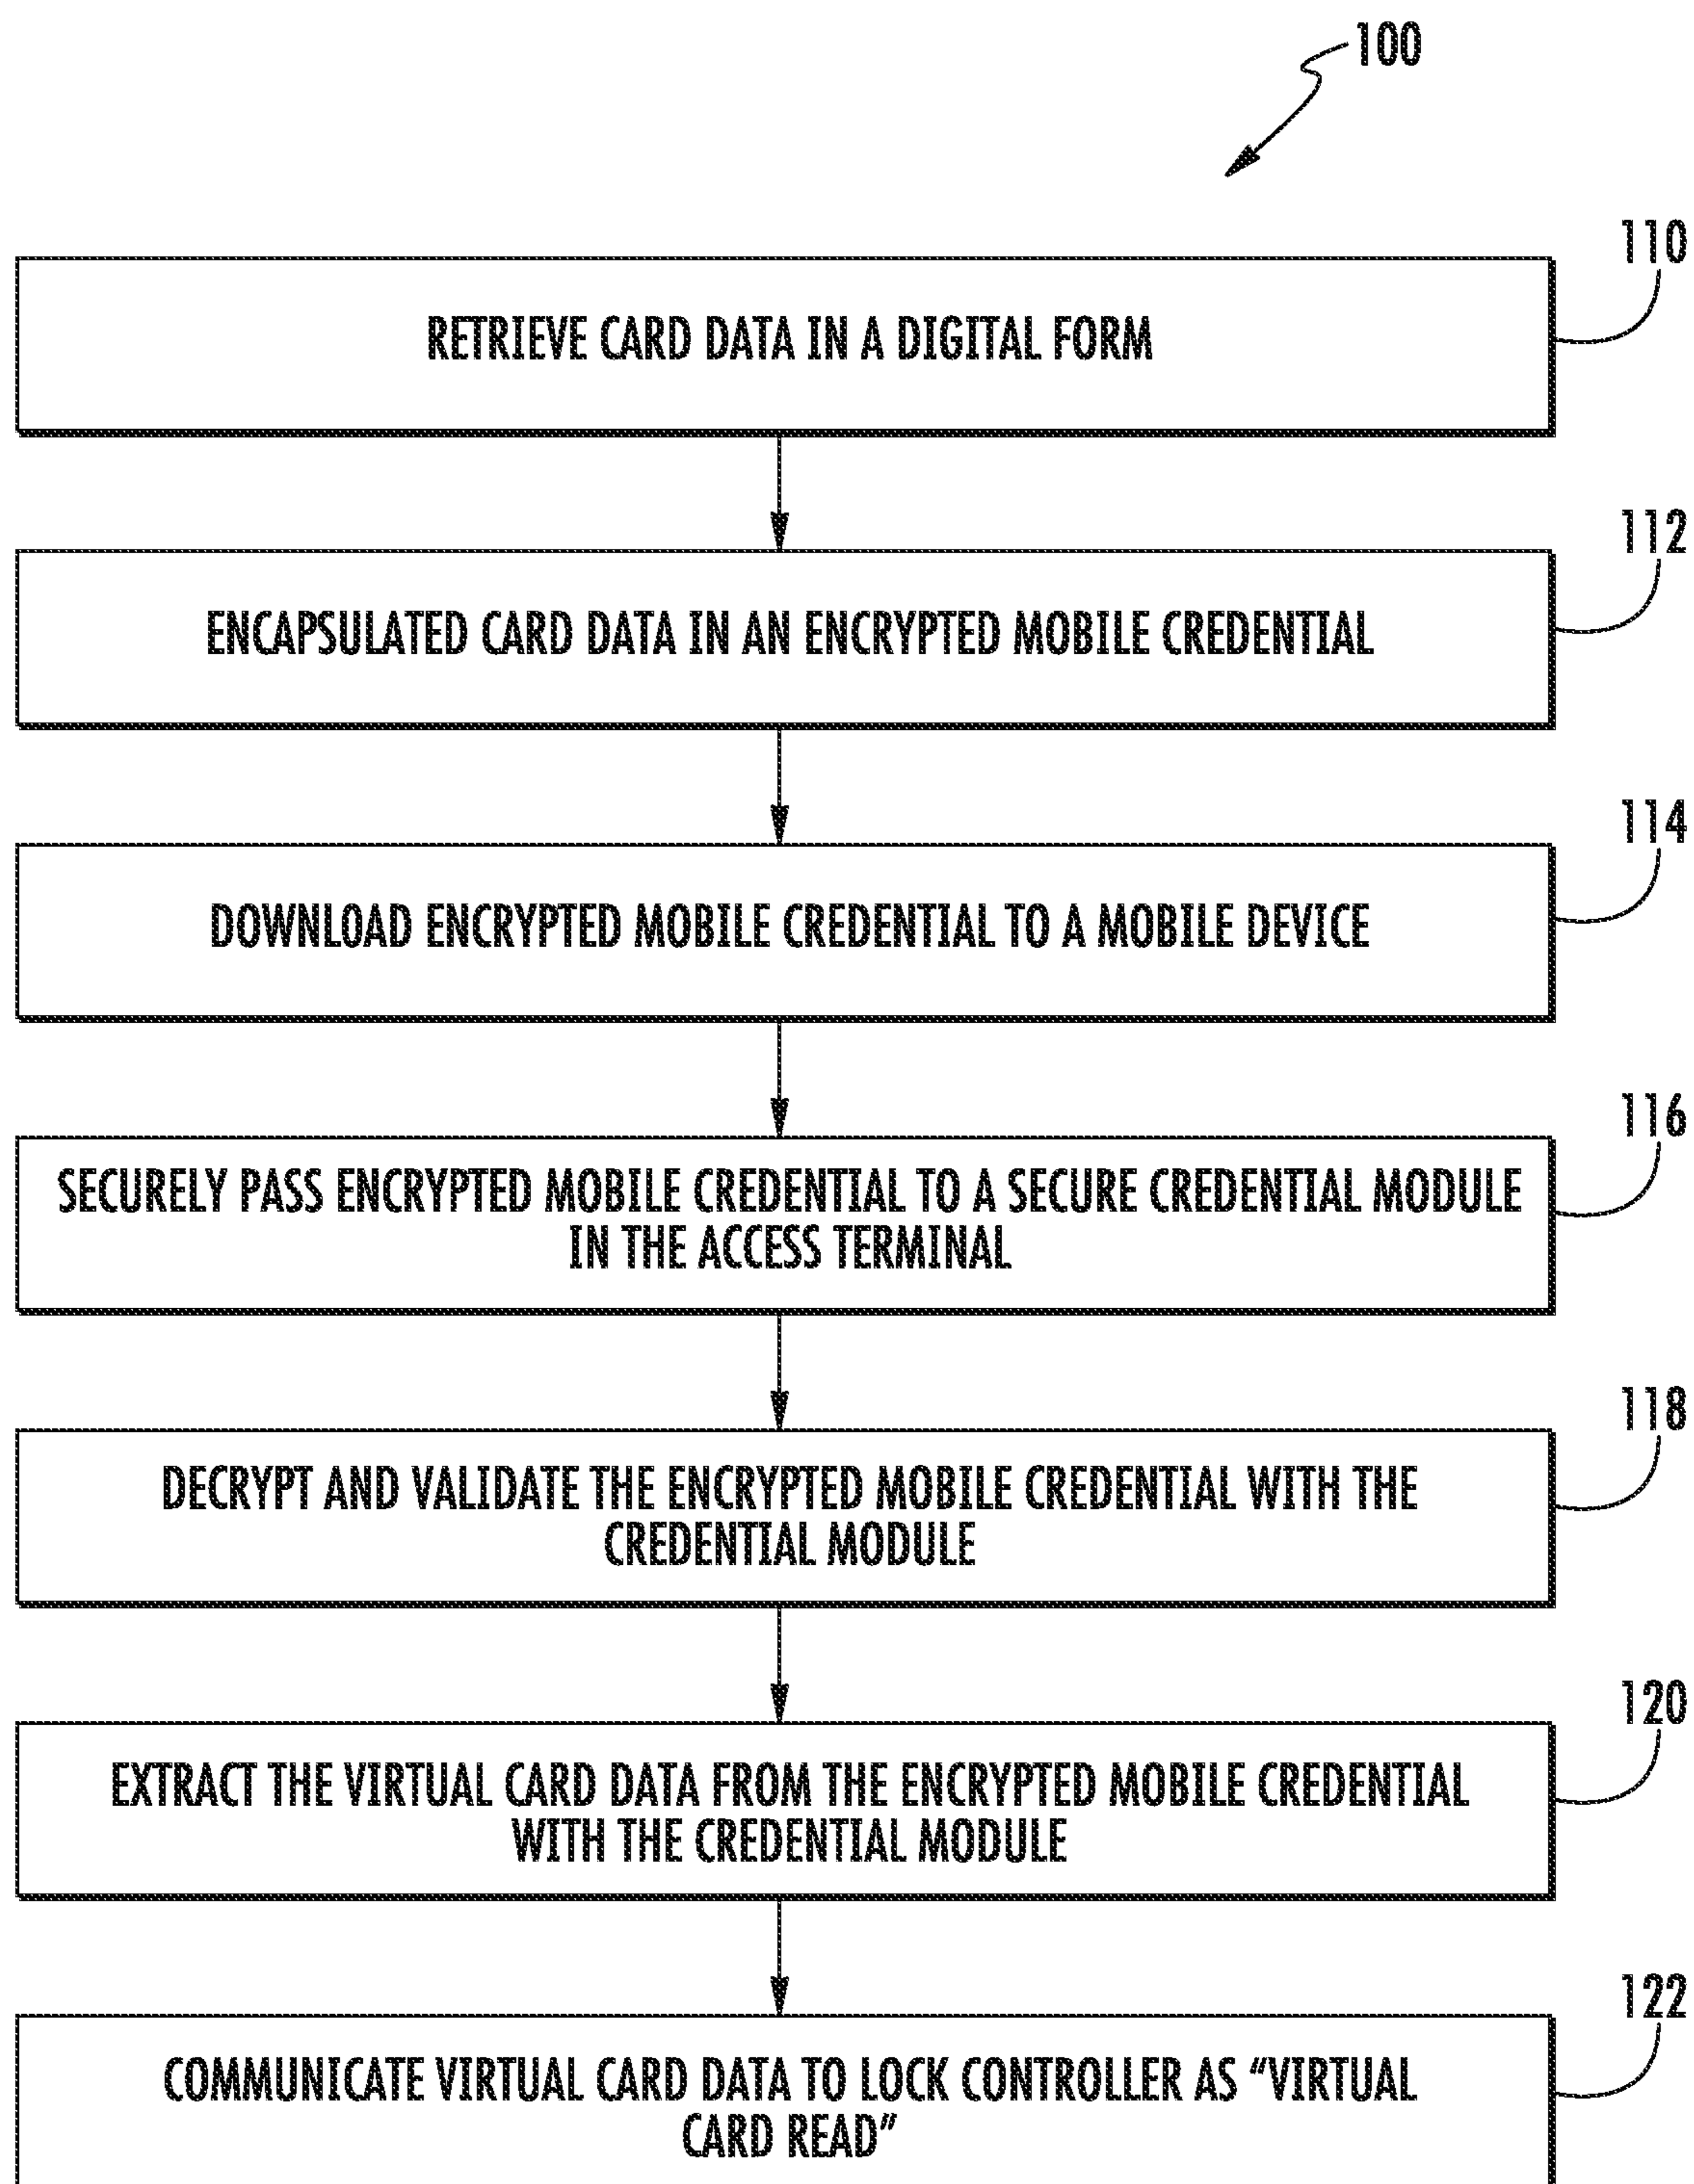 100
110
RETRIEVE CARD DATA IN A DIGITAL FORM
112
ENCAPSULATED CARD DATA IN AN ENCRYPTED MOBILE CREDENTIAL
114
DOWNLOAD ENCRYPTED MOBILE CREDENTIAL TO A MOBILE DEVICE
116
SECURELY PASS ENCRYPTED MOBILE CREDENTIAL TO A SECURE CREDENTIAL MODULE
IN THE ACCESS TERMINAL
118
DECRYPT AND VALIDATE THE ENCRYPTED MOBILE CREDENTIAL WITH THE
CREDENTIAL MODULE
120
EXTRACT THE VIRTUAL CARD DATA FROM THE ENCRYPTED MOBILE CREDENTIAL
WITH THE CREDENTIAL MODULE
122
COMMUNICATE VIRTUAL CARD DATA TO LOCK CONTROLLER AS “VIRTUAL
CARD READ”